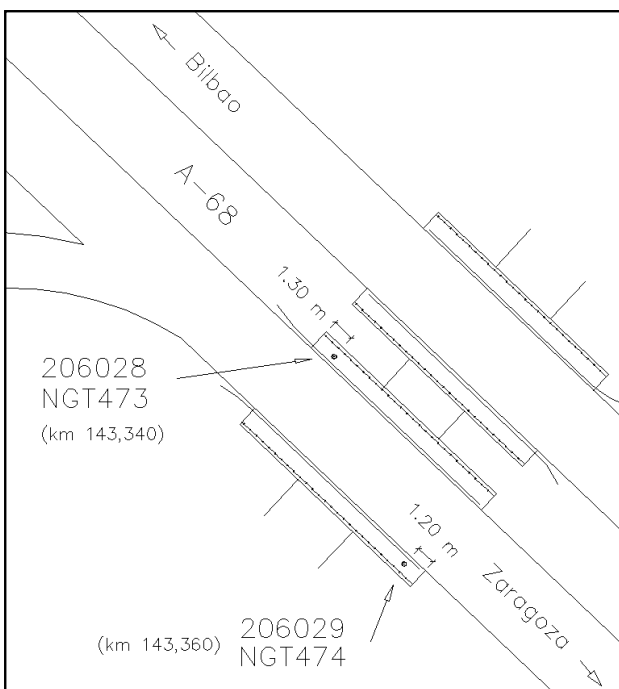 Bilbao
A-68
1.30 m
206028
NGT473
(km 143,340)
1.20 m
Zaragoza
206029
(km 143,360)
NGT474